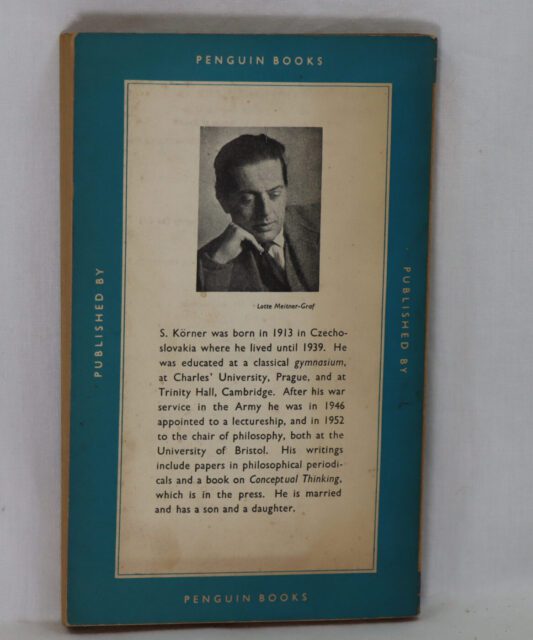 PENGUIN BOOKS
PUBLISHED BY
PUBLISHED BY
Lotte Meitner-Graf
S. Körner was born in 1913 in Czecho-
slovakia where he lived until 1939. He
was educated at a classical gymnasium,
at Charles' University, Prague, and at
Trinity Hall, Cambridge. After his war
service in the Army he was in 1946
appointed to a lectureship, and in 1952
to the chair of philosophy, both at the
University of Bristol. His writings
include papers in philosophical periodi-
cals and a book on Conceptual Thinking,
which is in the press. He is married
and has a son and a daughter.
PENGUIN BOOKS